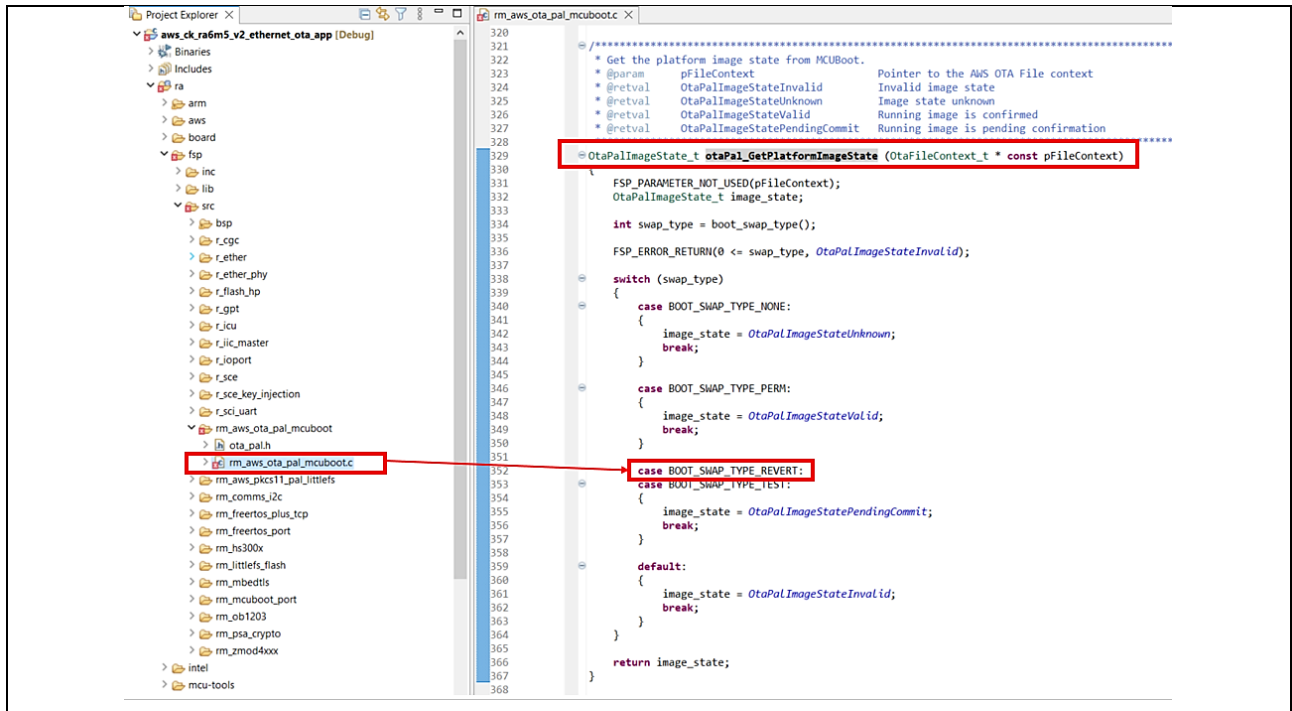 Project Explorer
aws_ck_ra6m5_v2_ethernet_ota_app [Debug]
Binaries
Includes
ra
arm
aws
board
fsp
inc
lib
src
bsp
r_cgc
r_ether
r_ether_phy
r_flash_hp
r_gpt
r_icu
r_iic_master
r_ioport
r_sce
r_sce_key_injection
r_sci_uart
rm_aws_ota_pal_mcuboot
ota_pal.h
rm_aws_ota_pal_mcuboot.c
rm_aws_pkcs11_pal_littlefs
rm_comms_i2c
rm_freertos_plus_tcp
rm_freertos_port
rm_hs300x
rm_littlefs_flash
rm_mbedtls
rm_mcuboot_port
rm_ob1203
rm_psa_crypto
rm_zmod4xxx
intel
mcu-tools
rm_aws_ota_pal_mcuboot.c
320
321 /***********************************************************************************************
322 * Get the platform image state from MCUBoot.
323 * @param pFileContext Pointer to the AWS OTA File context
324 * @retval OtaPalImageStateInvalid Invalid image state
325 * @retval OtaPalImageStateUnknown Image state unknown
326 * @retval OtaPalImageStateValid Running image is confirmed
327 * @retval OtaPalImageStatePendingCommit Running image is pending confirmation
328 ***********************************************************************************************
329 OtaPalImageState_t otaPal_GetPlatformImageState (OtaFileContext_t * const pFileContext)
330 {
331 FSP_PARAMETER_NOT_USED(pFileContext);
332 OtaPalImageState_t image_state;
333
334 int swap_type = boot_swap_type();
335
336 FSP_ERROR_RETURN(0 <= swap_type, OtaPalImageStateInvalid);
337
338 switch (swap_type)
339 {
340 case BOOT_SWAP_TYPE_NONE:
341 {
342 image_state = OtaPalImageStateUnknown;
343 break;
344 }
345
346 case BOOT_SWAP_TYPE_PERM:
347 {
348 image_state = OtaPalImageStateValid;
349 break;
350 }
351
352 case BOOT_SWAP_TYPE_REVERT:
353 case BOOT_SWAP_TYPE_TEST:
354 {
355 image_state = OtaPalImageStatePendingCommit;
356 break;
357 }
358
359 default:
360 {
361 image_state = OtaPalImageStateInvalid;
362 break;
363 }
364 }
365
366 return image_state;
367 }
368